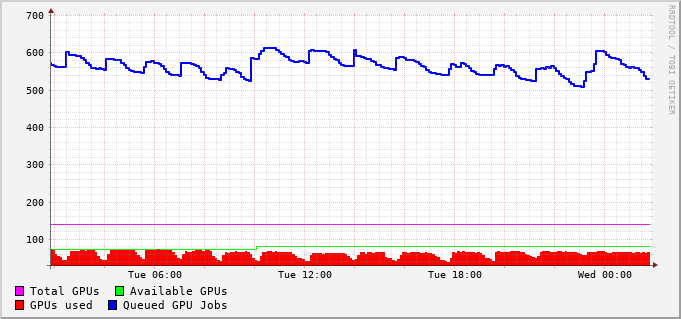 RRDTOOL / TOBI OETIKER
700
600
500
400
300
200
100
Tue 06:00 Tue 12:00 Tue 18:00 Wed 00:00
Total GPUs Available GPUs
GPUs used Queued GPU Jobs